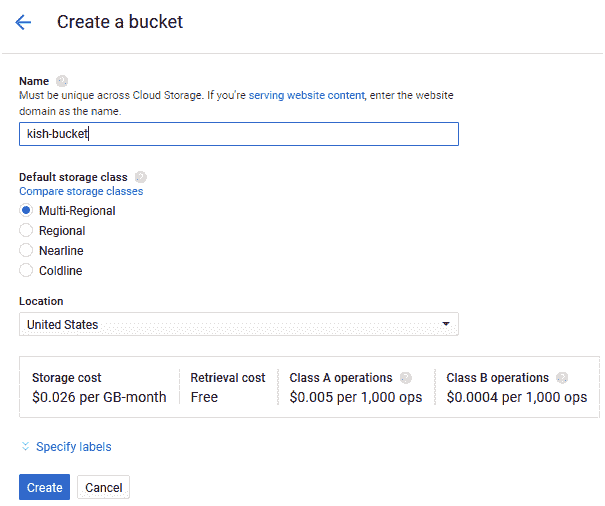 Create a bucket
Name
Must be unique across Cloud Storage. If you're serving website content, enter the website
domain as the name.
kish-bucket
Default storage class
Compare storage classes
Multi-Regional
Regional
Nearline
Coldline
Location
United States
Storage cost Retrieval cost Class A operations Class B operations
$0.026 per GB-month Free $0.005 per 1,000 ops $0.0004 per 1,000 ops
Specify labels
Create Cancel